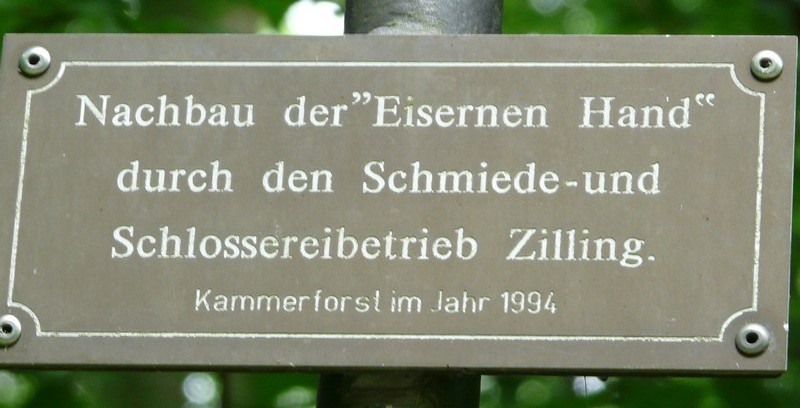 Nachbau der”Eisernen Hand“
durch den Schmiede-und
Schlossereibetrieb Zilling.
Kammerforst im Jahr 1994